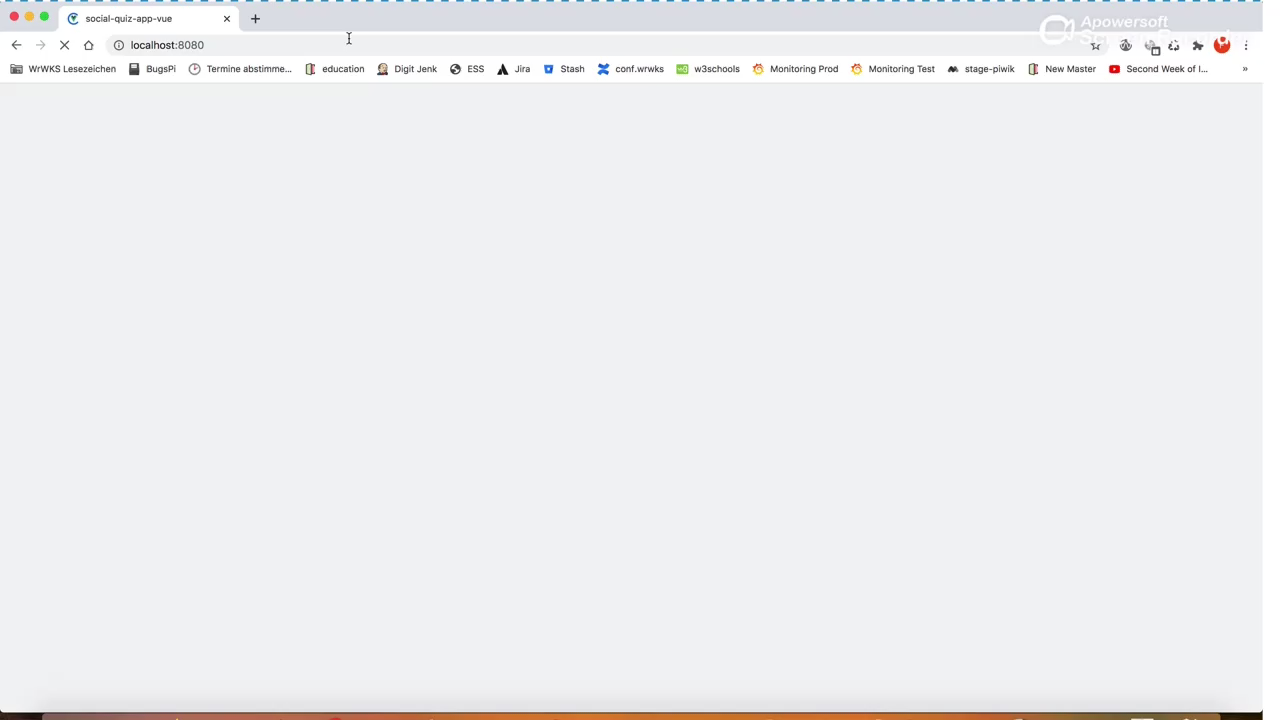 social-quiz-app-vue
Apowersoft
localhost:8080
WrWKS Lesezeichen BugsPi Termine abstimme... education Digit Jenk ESS Jira Stash conf.wrwks w3schools Monitoring Prod Monitoring Test stage-piwik New Master Second Week of I... »